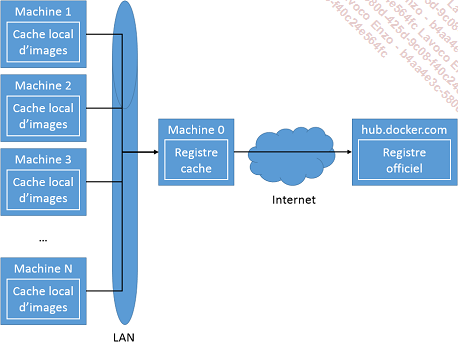 Machine 1
Cache local
d'images
Machine 2
Cache local
d'images
Machine 3
Cache local
d'images
...
Machine N
Cache local
d'images
LAN
Machine 0
Registre
cache
Internet
hub.docker.com
Registre
officiel
Lavoco Enzo - b4aa4e3c-580d-425d-9c08-f40c24e564fc